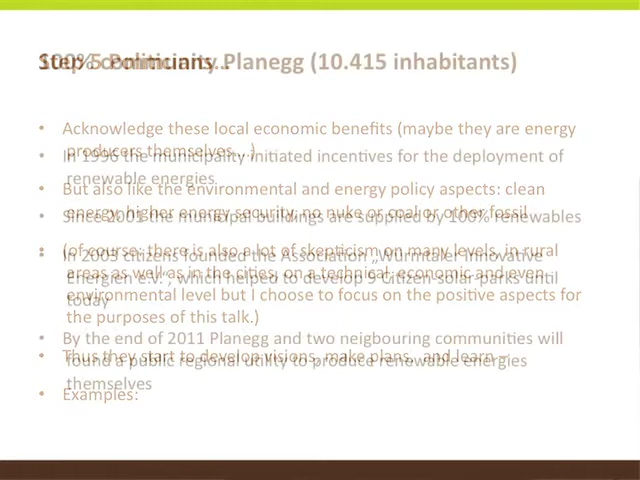 Step 5 Politicians...
100% community Planegg (10.415 inhabitants)
• Acknowledge these local economic benefits (maybe they are energy
producers themselves....)
• In 1996 the municipality initiated incentives for the deployment of
renewable energies.
• But also like the environmental and energy policy aspects: clean
energy, higher energy security, no nuke or coal or other fossil
• Since 2001 the municipal buildings are supplied by 100% renewables
• (of course: there is also a lot of skepticism on many levels, in rural
areas as well as in the cities, on a technical, economic and even
environmental level but I choose to focus on the positive aspects for
the purposes of this talk.)
• In 2003 citizens founded the Association „Würmtaler Innovative
Energien e.V.", which helped to develop 9 Citizen-solar-parks until
today
• By the end of 2011 Planegg and two neigbouring communities will
found a public regional utility to produce renewable energies
themselves
• Thus they start to develop visions, make plans, and learn
• Examples: